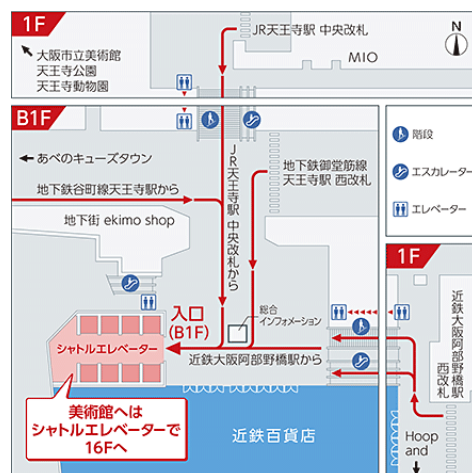 1F
JR天王寺駅 中央改札
MIO
N
大阪市立美術館
天王寺公園
天王寺動物園
B1F
あべのキューズタウン
地下鉄谷町線天王寺駅から
地下街 ekimo shop
JR天王寺駅 中央改札から
地下鉄御堂筋線
天王寺駅 西改札
階段
エスカレーター
エレベーター
入口
(B1F)
総合
インフォメーション
シャトルエレベーター
近鉄大阪阿部野橋駅から
1F
近鉄大阪阿部野橋駅
西改札
美術館へは
シャトルエレベーターで
16Fへ
近鉄百貨店
Hoop
and